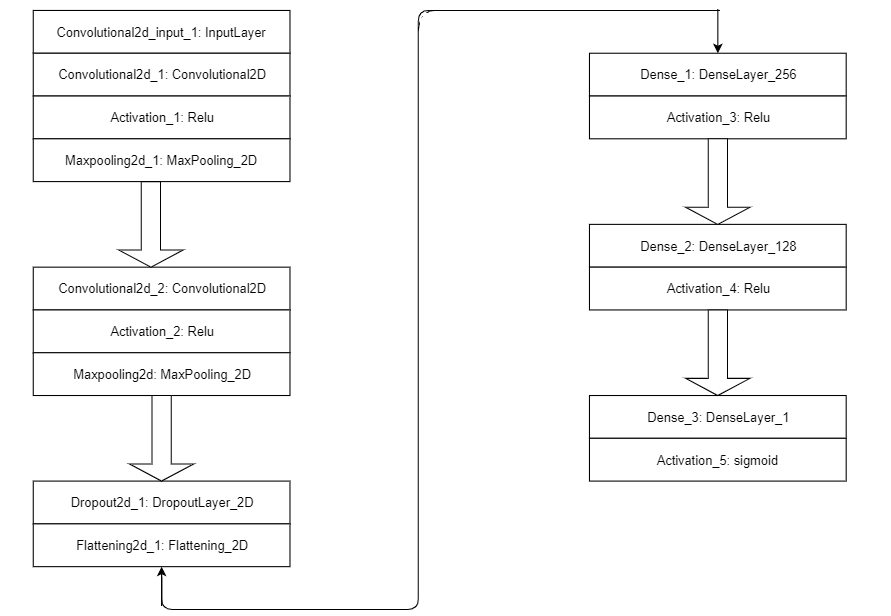 Convolutional2d_input_1: InputLayer
Convolutional2d_1: Convolutional2D
Activation_1: Relu
Maxpooling2d_1: MaxPooling_2D
Convolutional2d_2: Convolutional2D
Activation_2: Relu
Maxpooling2d: MaxPooling_2D
Dropout2d_1: DropoutLayer_2D
Flattening2d_1: Flattening_2D
Dense_1: DenseLayer_256
Activation_3: Relu
Dense_2: DenseLayer_128
Activation_4: Relu
Dense_3: DenseLayer_1
Activation_5: sigmoid